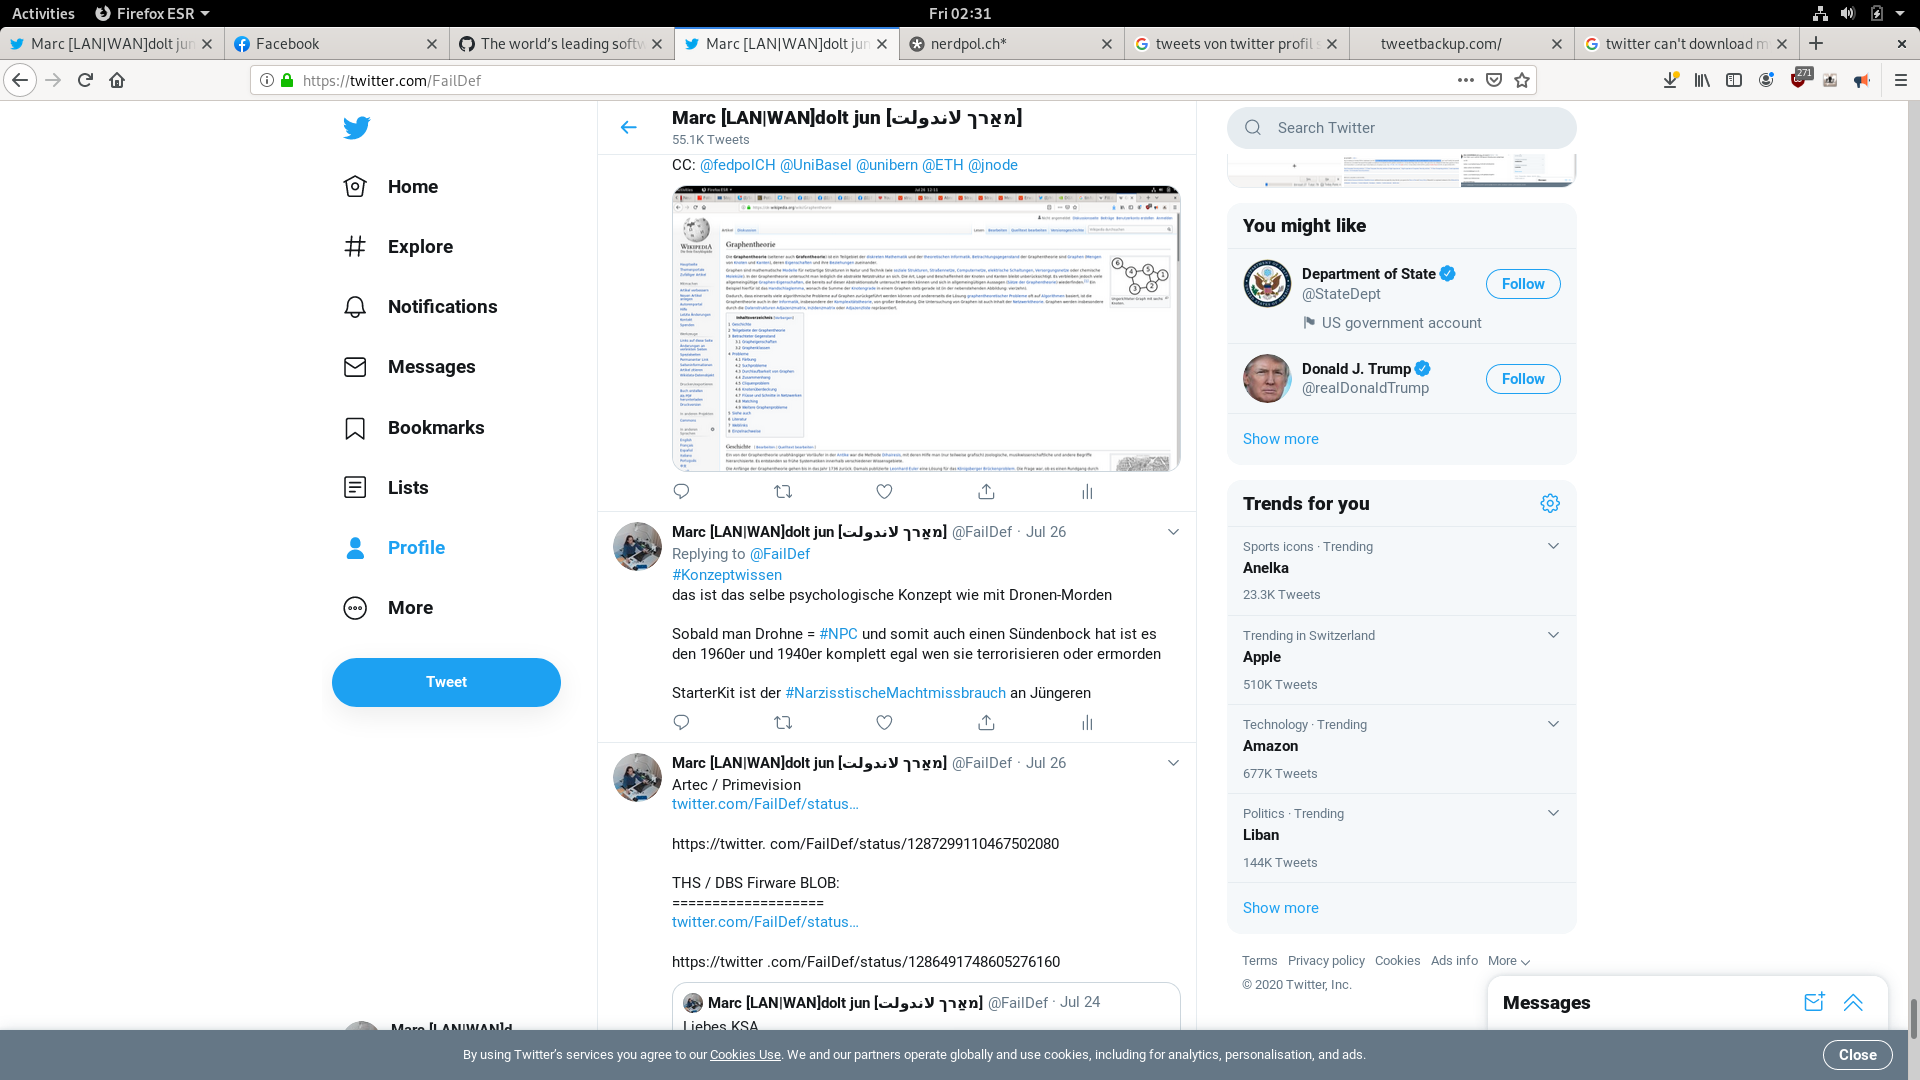 Activities
Firefox ESR
Fri 02:31
Marc [LAN|WAN]dolt jun
Facebook
The world's leading softw
Marc [LAN|WAN]dolt jun
nerdpol.ch*
tweets von twitter profil s
tweetbackup.com/
twitter can't download m
https://twitter.com/FailDef
271
Home
Explore
Notifications
Messages
Bookmarks
Lists
Profile
More
Tweet
Marc [LAN|WAN]d
Marc [LAN|WAN]dolt jun [מאַרך לאנדולת]
55.1K Tweets
CC: @fedpolCH @UniBasel @unibern @ETH @jnode
WIKIPEDIA
Graphentheorie
Inhaltsverzeichnis
Geschichte
Marc [LAN|WAN]dolt jun [מאַרך לאנדולת] @FailDef · Jul 26
Replying to @FailDef
#Konzeptwissen
das ist das selbe psychologische Konzept wie mit Dronen-Morden
Sobald man Drohne = #NPC und somit auch einen Sündenbock hat ist es
den 1960er und 1940er komplett egal wen sie terrorisieren oder ermorden
StarterKit ist der #NarzisstischeMachtmissbrauch an Jüngeren
Marc [LAN|WAN]dolt jun [מאַרך לאנדולת] @FailDef · Jul 26
Artec / Primevision
twitter.com/FailDef/status…
https://twitter. com/FailDef/status/1287299110467502080
THS / DBS Firware BLOB:
===================
twitter.com/FailDef/status…
https://twitter .com/FailDef/status/1286491748605276160
Marc [LAN|WAN]dolt jun [מאַרך לאנדולת] @FailDef · Jul 24
Liebes KSA
Search Twitter
You might like
Department of State
@StateDept
US government account
Follow
Donald J. Trump
@realDonaldTrump
Follow
Show more
Trends for you
Sports icons · Trending
Anelka
23.3K Tweets
Trending in Switzerland
Apple
510K Tweets
Technology · Trending
Amazon
677K Tweets
Politics · Trending
Liban
144K Tweets
Show more
Terms Privacy policy Cookies Ads info More
© 2020 Twitter, Inc.
Messages
By using Twitter's services you agree to our Cookies Use. We and our partners operate globally and use cookies, including for analytics, personalisation, and ads.
Close